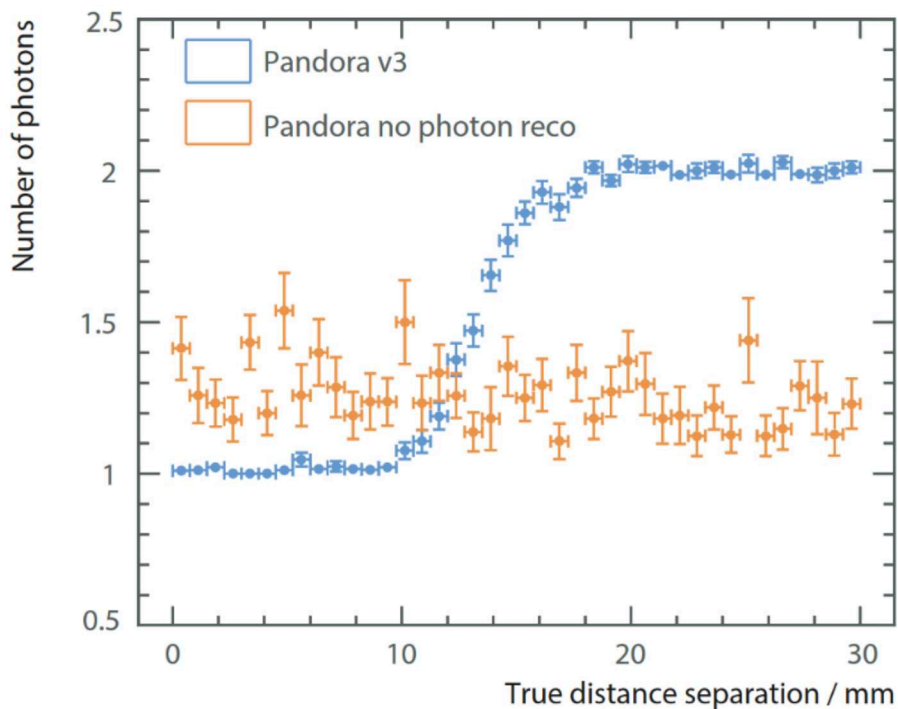 Number of photons
2.5
2
1.5
1
0.5
Pandora v3
Pandora no photon reco
0 10 20 30
True distance separation / mm